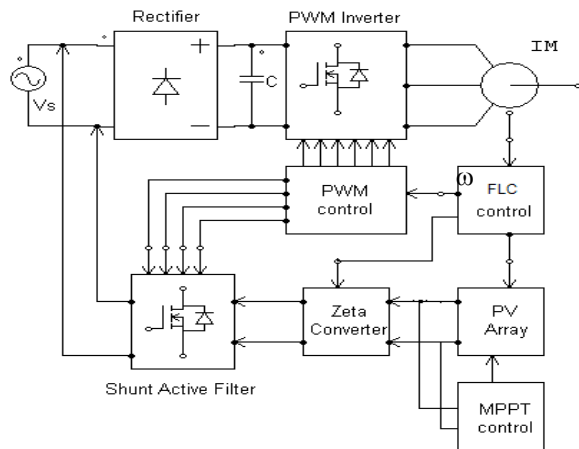 Rectifier
PWM Inverter
IM
+
C
Vs
−
ω
PWM
control
FLC
control
Zeta
Converter
PV
Array
Shunt Active Filter
MPPT
control